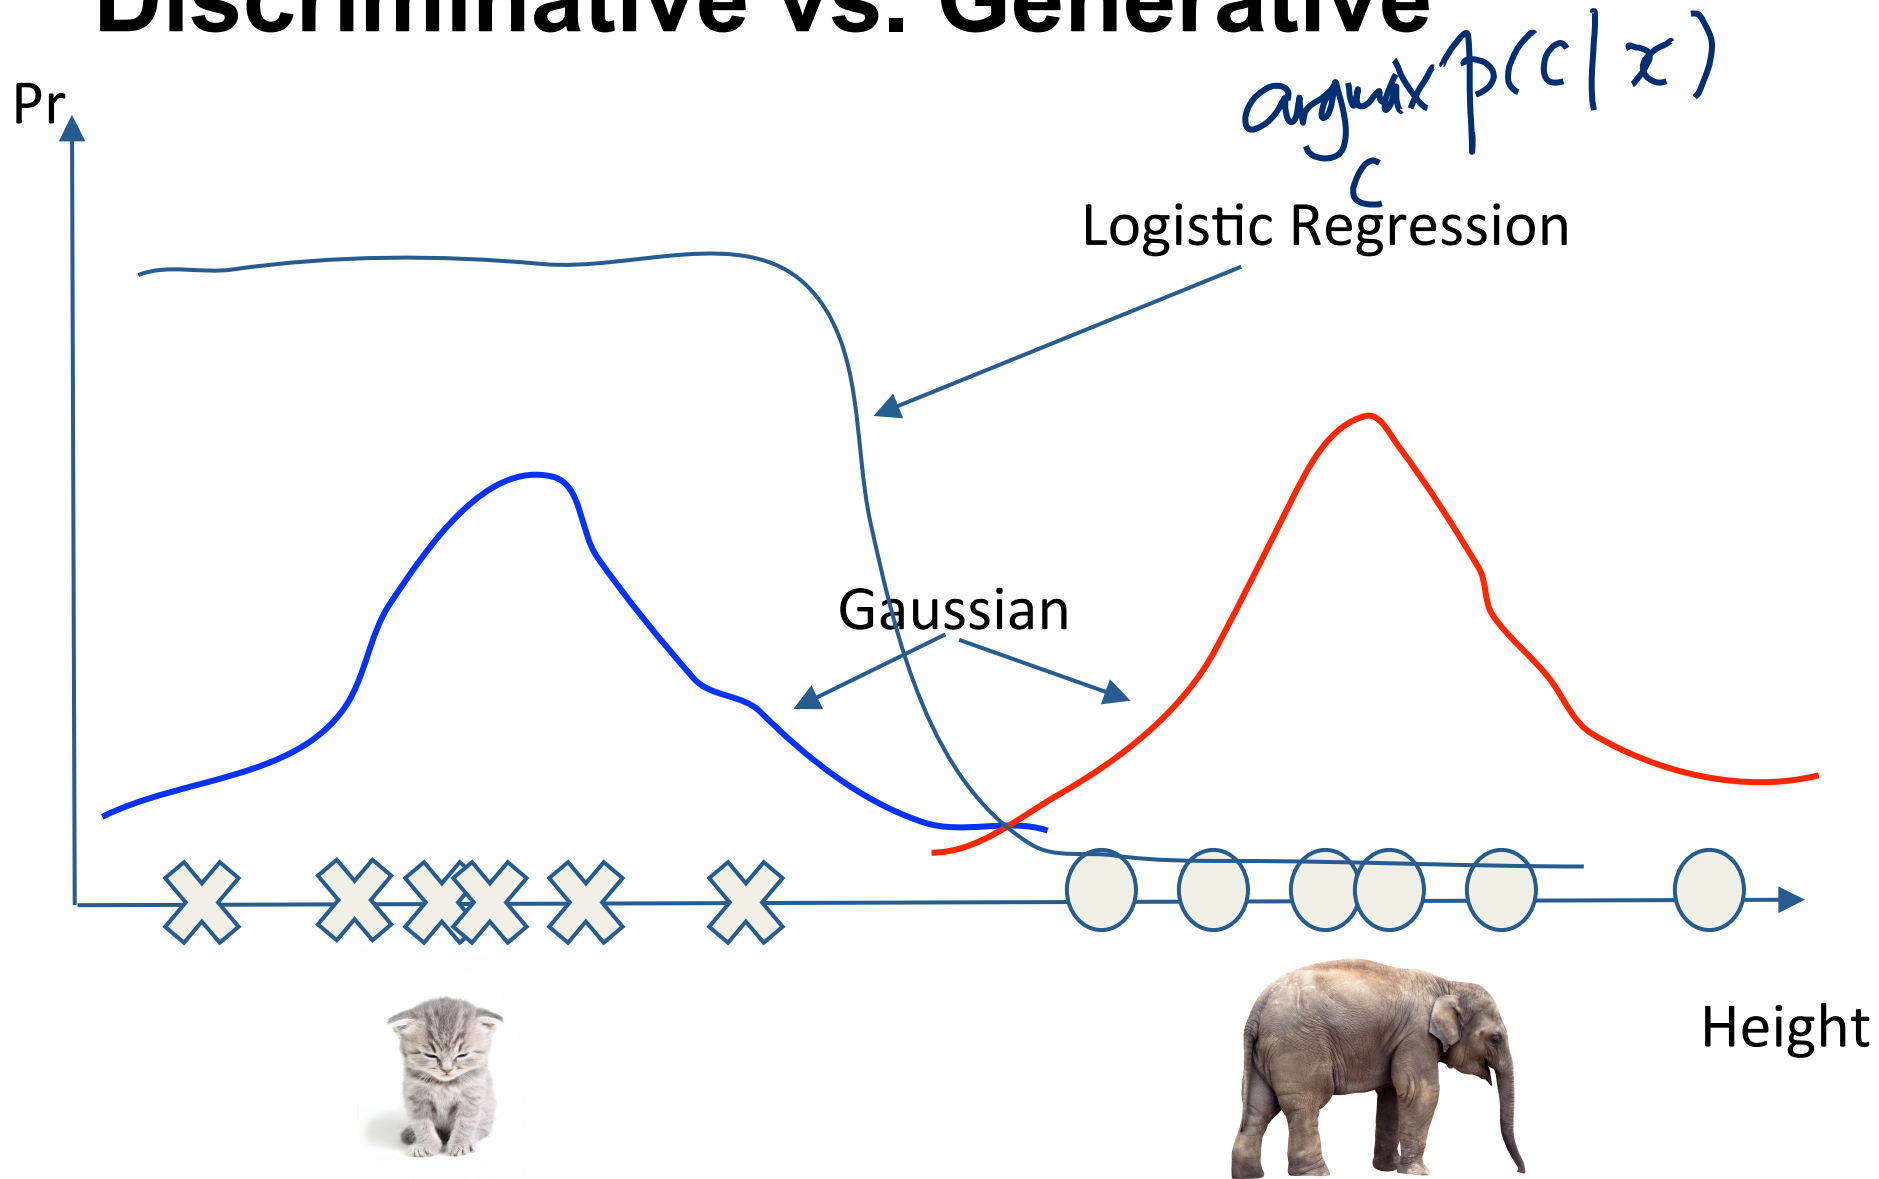 Discriminative vs. Generative
argmax p(c|x)
c
Pr
Logistic Regression
Gaussian
Height